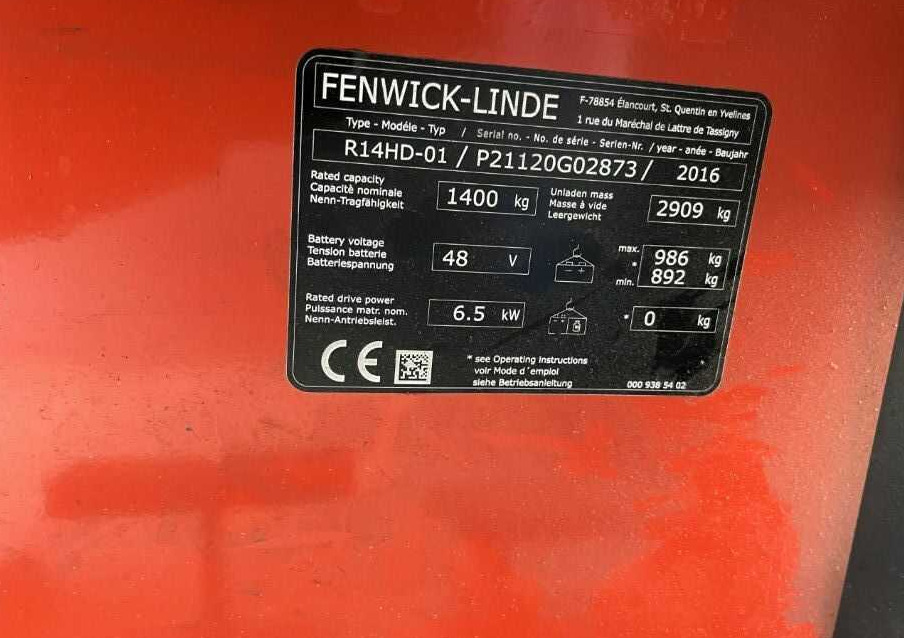 FENWICK-LINDE
F-78854 Élancourt, St. Quentin en Yvelines
1 rue du Maréchal de Lattre de Tassigny
Type - Modéle - Typ / Serial no. - No. de série - Serien-Nr. / year - anée - Baujahr
R14HD-01 / P21120G02873 / 2016
Rated capacity
Capacité nominale
Nenn-Tragfähigkeit
1400 kg
Unladen mass
Masse à vide
Leergewicht
2909 kg
Battery voltage
Tension batterie
Batteriespannung
48 V
max. 986 kg
*
min. 892 kg
Rated drive power
Puissance matr. nom.
Nenn-Antriebsleist.
6.5 kW
* 0 kg
CE
* see Operating instructions
voir Mode d´emploi
siehe Betriebsanleitung
000 938 54 02